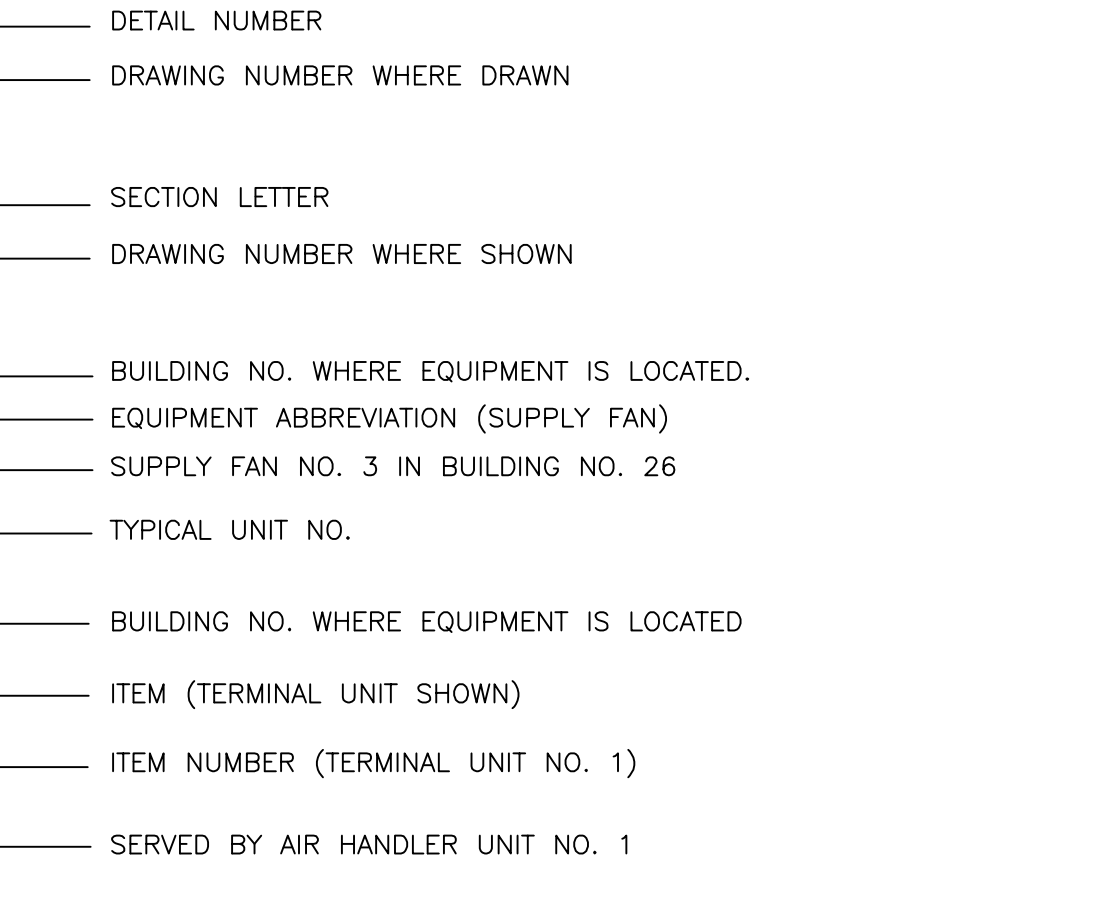 DETAIL NUMBER
DRAWING NUMBER WHERE DRAWN
SECTION LETTER
DRAWING NUMBER WHERE SHOWN
BUILDING NO. WHERE EQUIPMENT IS LOCATED.
EQUIPMENT ABBREVIATION (SUPPLY FAN)
SUPPLY FAN NO. 3 IN BUILDING NO. 26
TYPICAL UNIT NO.
BUILDING NO. WHERE EQUIPMENT IS LOCATED
ITEM (TERMINAL UNIT SHOWN)
ITEM NUMBER (TERMINAL UNIT NO. 1)
SERVED BY AIR HANDLER UNIT NO. 1